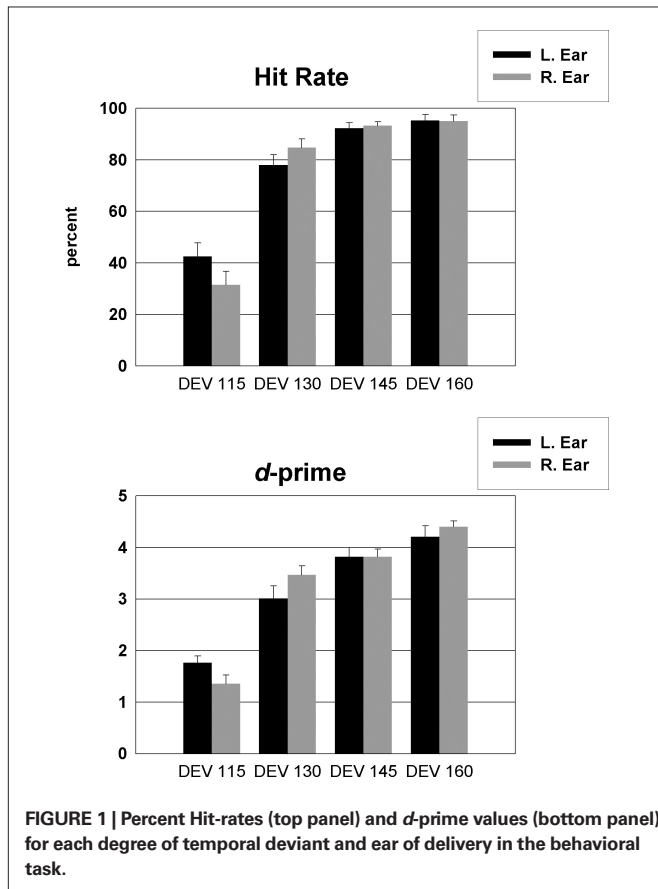 L. Ear
R. Ear
Hit Rate
100
80
60
40
20
0
percent
DEV 115 DEV 130 DEV 145 DEV 160
L. Ear
R. Ear
d-prime
5
4
3
2
1
0
DEV 115 DEV 130 DEV 145 DEV 160
FIGURE 1 | Percent Hit-rates (top panel) and d-prime values (bottom panel)
for each degree of temporal deviant and ear of delivery in the behavioral
task.